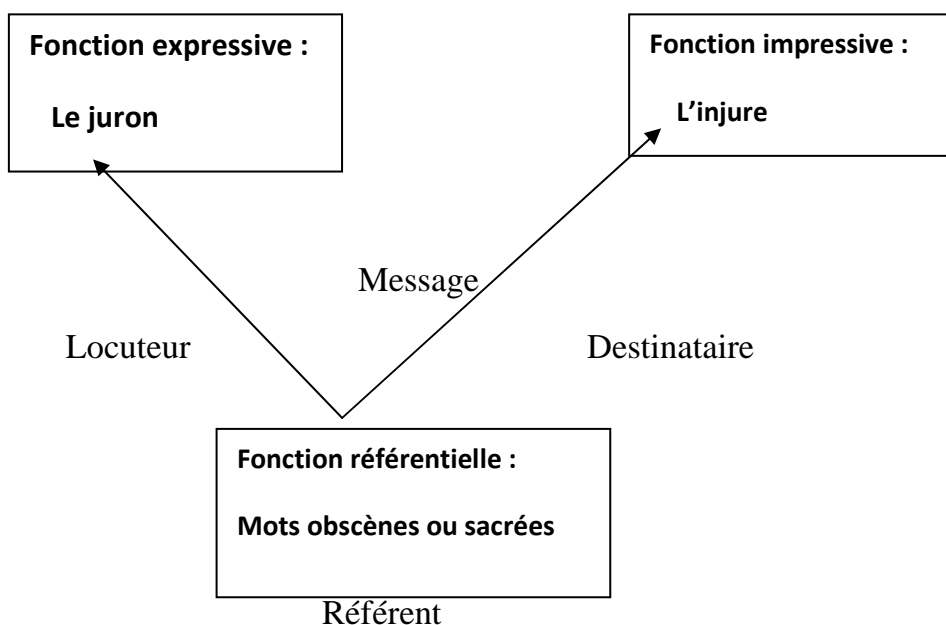 Fonction expressive :
Le juron
Fonction impressive :
L’injure
Message
Locuteur
Destinataire
Fonction référentielle :
Mots obscènes ou sacrées
Référent